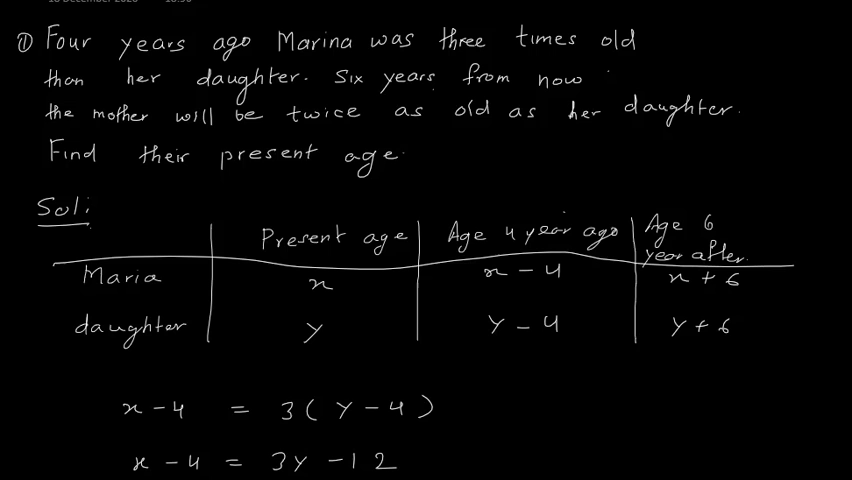 ① Four years ago Marina was three times old
than her daughter. Six years from now
the mother will be twice as old as her daughter.
Find their present age.
Sol:
Present age Age 4 year ago Age 6
year after.
Maria x x - 4 x + 6
daughter y y - 4 y + 6
x - 4 = 3 ( y - 4 )
x - 4 = 3y - 12